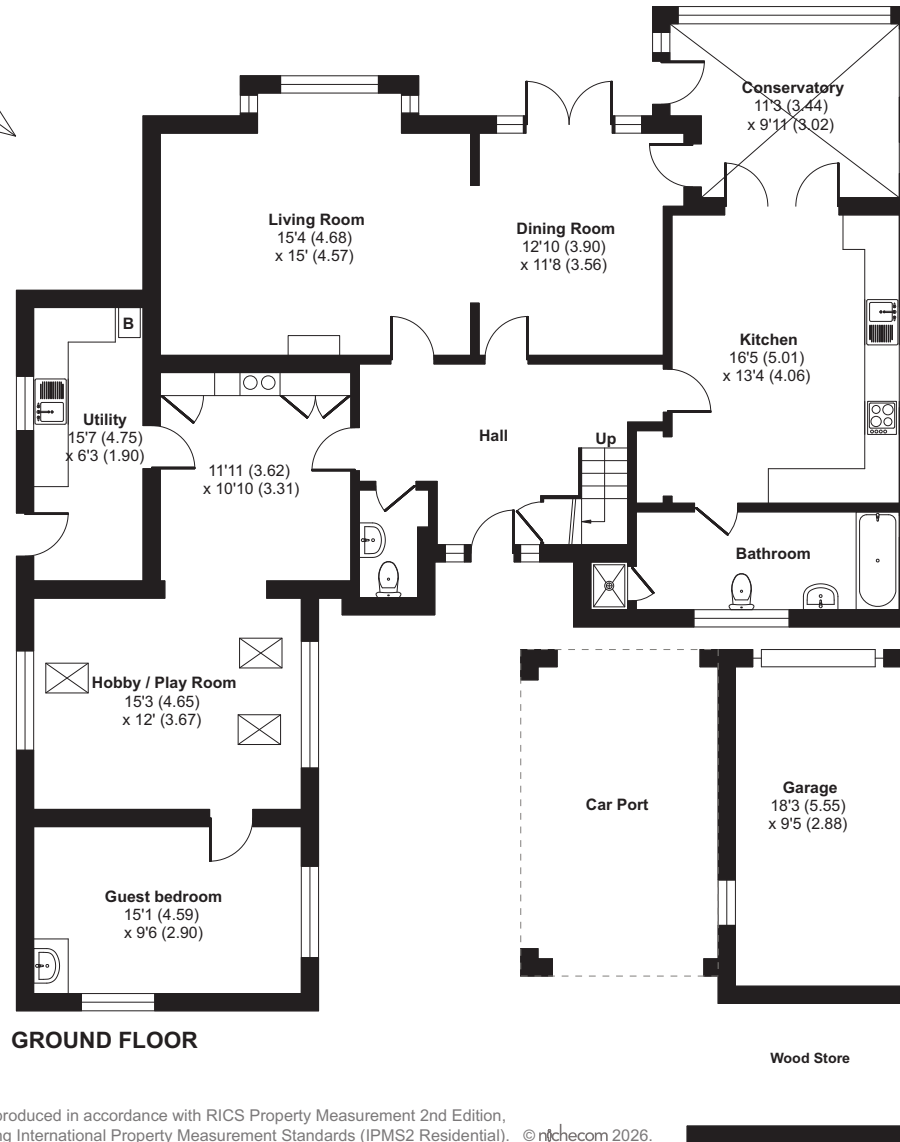 Conservatory
11'3 (3.44)
x 9'11 (3.02)
Living Room
15'4 (4.68)
x 15' (4.57)
Dining Room
12'10 (3.90)
x 11'8 (3.56)
B
Kitchen
16'5 (5.01)
x 13'4 (4.06)
Utility
15'7 (4.75)
x 6'3 (1.90)
Hall
Up
11'11 (3.62)
x 10'10 (3.31)
Bathroom
Hobby / Play Room
15'3 (4.65)
x 12' (3.67)
Car Port
Garage
18'3 (5.55)
x 9'5 (2.88)
Guest bedroom
15'1 (4.59)
x 9'6 (2.90)
GROUND FLOOR
Wood Store
produced in accordance with RICS Property Measurement 2nd Edition,
International Property Measurement Standards (IPMS2 Residential). © nichecom 2026.